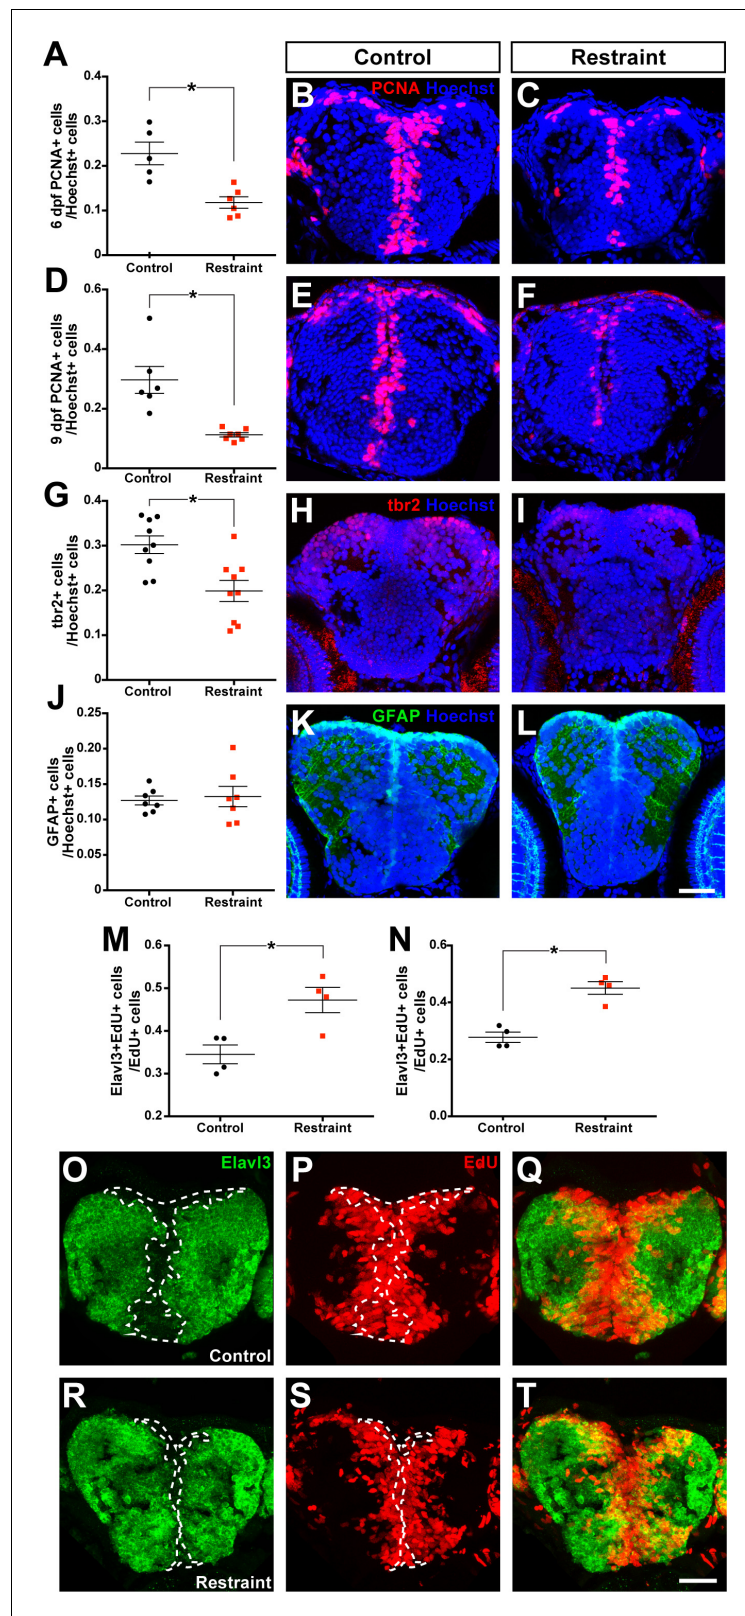 Control
Restraint
A
0.4
0.3
0.2
0.1
0
6 dpf PCNA+ cells
/Hoechst+ cells
*
Control
Restraint
B
PCNA Hoechst
C
D
0.6
0.4
0.2
0
9 dpf PCNA+ cells
/Hoechst+ cells
*
Control
Restraint
E
F
G
0.4
0.3
0.2
0.1
0
tbr2+ cells
/Hoechst+ cells
*
Control
Restraint
H
tbr2 Hoechst
I
J
0.25
0.20
0.15
0.10
0.05
0
GFAP+ cells
/Hoechst+ cells
Control
Restraint
K
GFAP Hoechst
L
M
0.6
0.5
0.4
0.3
0.2
Elavl3+EdU+ cells
/EdU+ cells
*
Control
Restraint
N
0.6
0.4
0.2
0.0
Elavl3+EdU+ cells
/EdU+ cells
*
Control
Restraint
O
Elavl3
Control
P
EdU
Q
R
Restraint
S
T